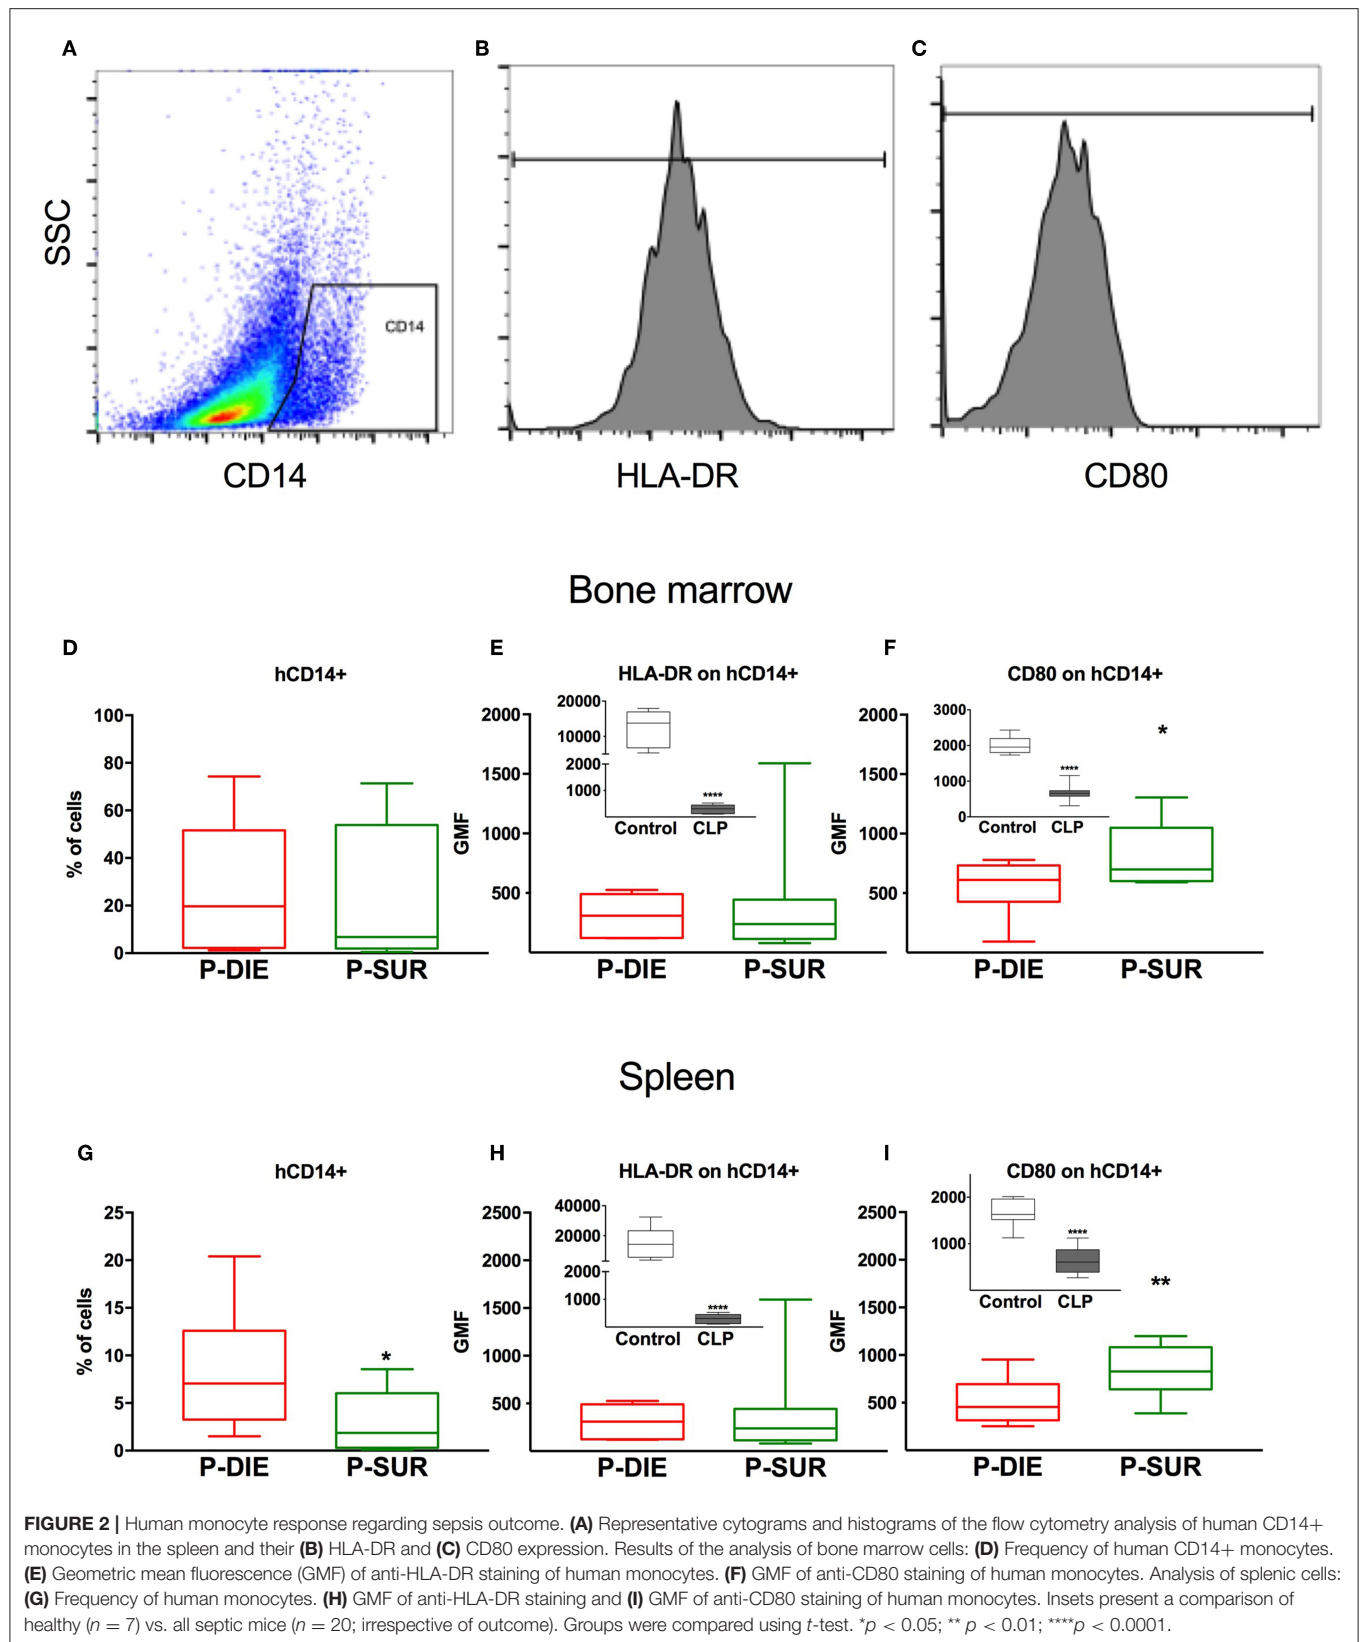 A
B
C
SSC
CD14
CD14
HLA-DR
CD80
Bone marrow
D
hCD14+
% of cells
100
80
60
40
20
0
P-DIE
P-SUR
E
HLA-DR on hCD14+
GMF
2000
1500
1000
500
20000
10000
2000
1000
****
Control
CLP
P-DIE
P-SUR
F
CD80 on hCD14+
GMF
2000
1500
1000
500
3000
2000
1000
0
****
Control
CLP
*
P-DIE
P-SUR
Spleen
G
hCD14+
% of cells
25
20
15
10
5
0
*
P-DIE
P-SUR
H
HLA-DR on hCD14+
GMF
2500
2000
1500
1000
500
40000
20000
2000
1000
****
Control
CLP
P-DIE
P-SUR
I
CD80 on hCD14+
GMF
2500
2000
1500
1000
500
2000
1000
****
Control
CLP
**
P-DIE
P-SUR
FIGURE 2 | Human monocyte response regarding sepsis outcome. (A) Representative cytograms and histograms of the flow cytometry analysis of human CD14+
monocytes in the spleen and their (B) HLA-DR and (C) CD80 expression. Results of the analysis of bone marrow cells: (D) Frequency of human CD14+ monocytes.
(E) Geometric mean fluorescence (GMF) of anti-HLA-DR staining of human monocytes. (F) GMF of anti-CD80 staining of human monocytes. Analysis of splenic cells:
(G) Frequency of human monocytes. (H) GMF of anti-HLA-DR staining and (I) GMF of anti-CD80 staining of human monocytes. Insets present a comparison of
healthy (n = 7) vs. all septic mice (n = 20; irrespective of outcome). Groups were compared using t-test. *p < 0.05; ** p < 0.01; ****p < 0.0001.